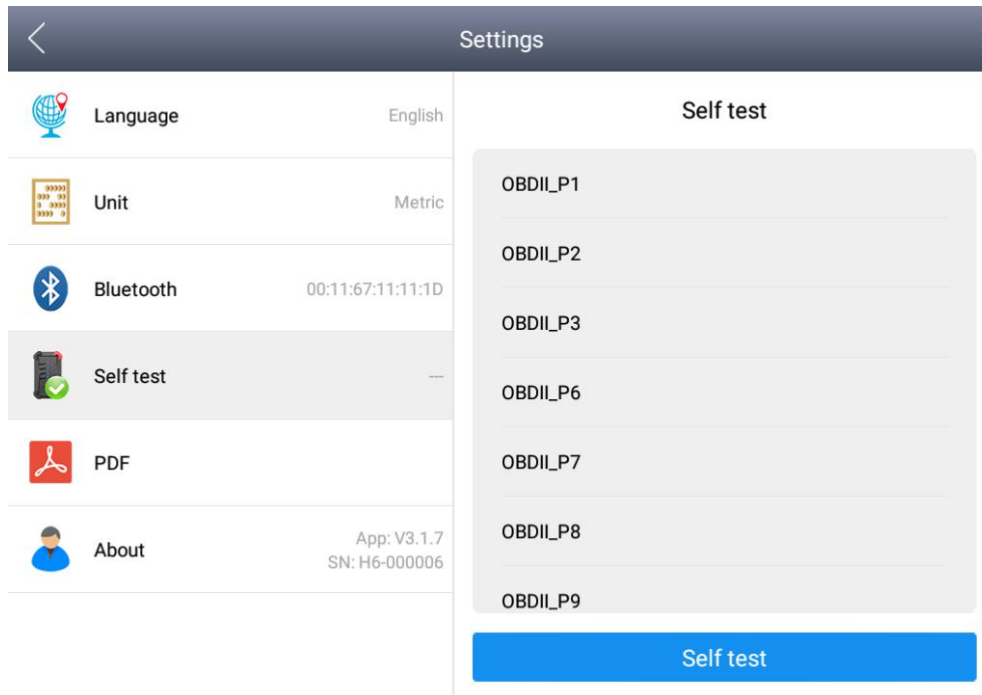 Settings
Language English
Unit Metric
Bluetooth 00:11:67:11:11:1D
Self test ---
PDF
About App: V3.1.7
SN: H6-000006
Self test
OBDII_P1
OBDII_P2
OBDII_P3
OBDII_P6
OBDII_P7
OBDII_P8
OBDII_P9
Self test